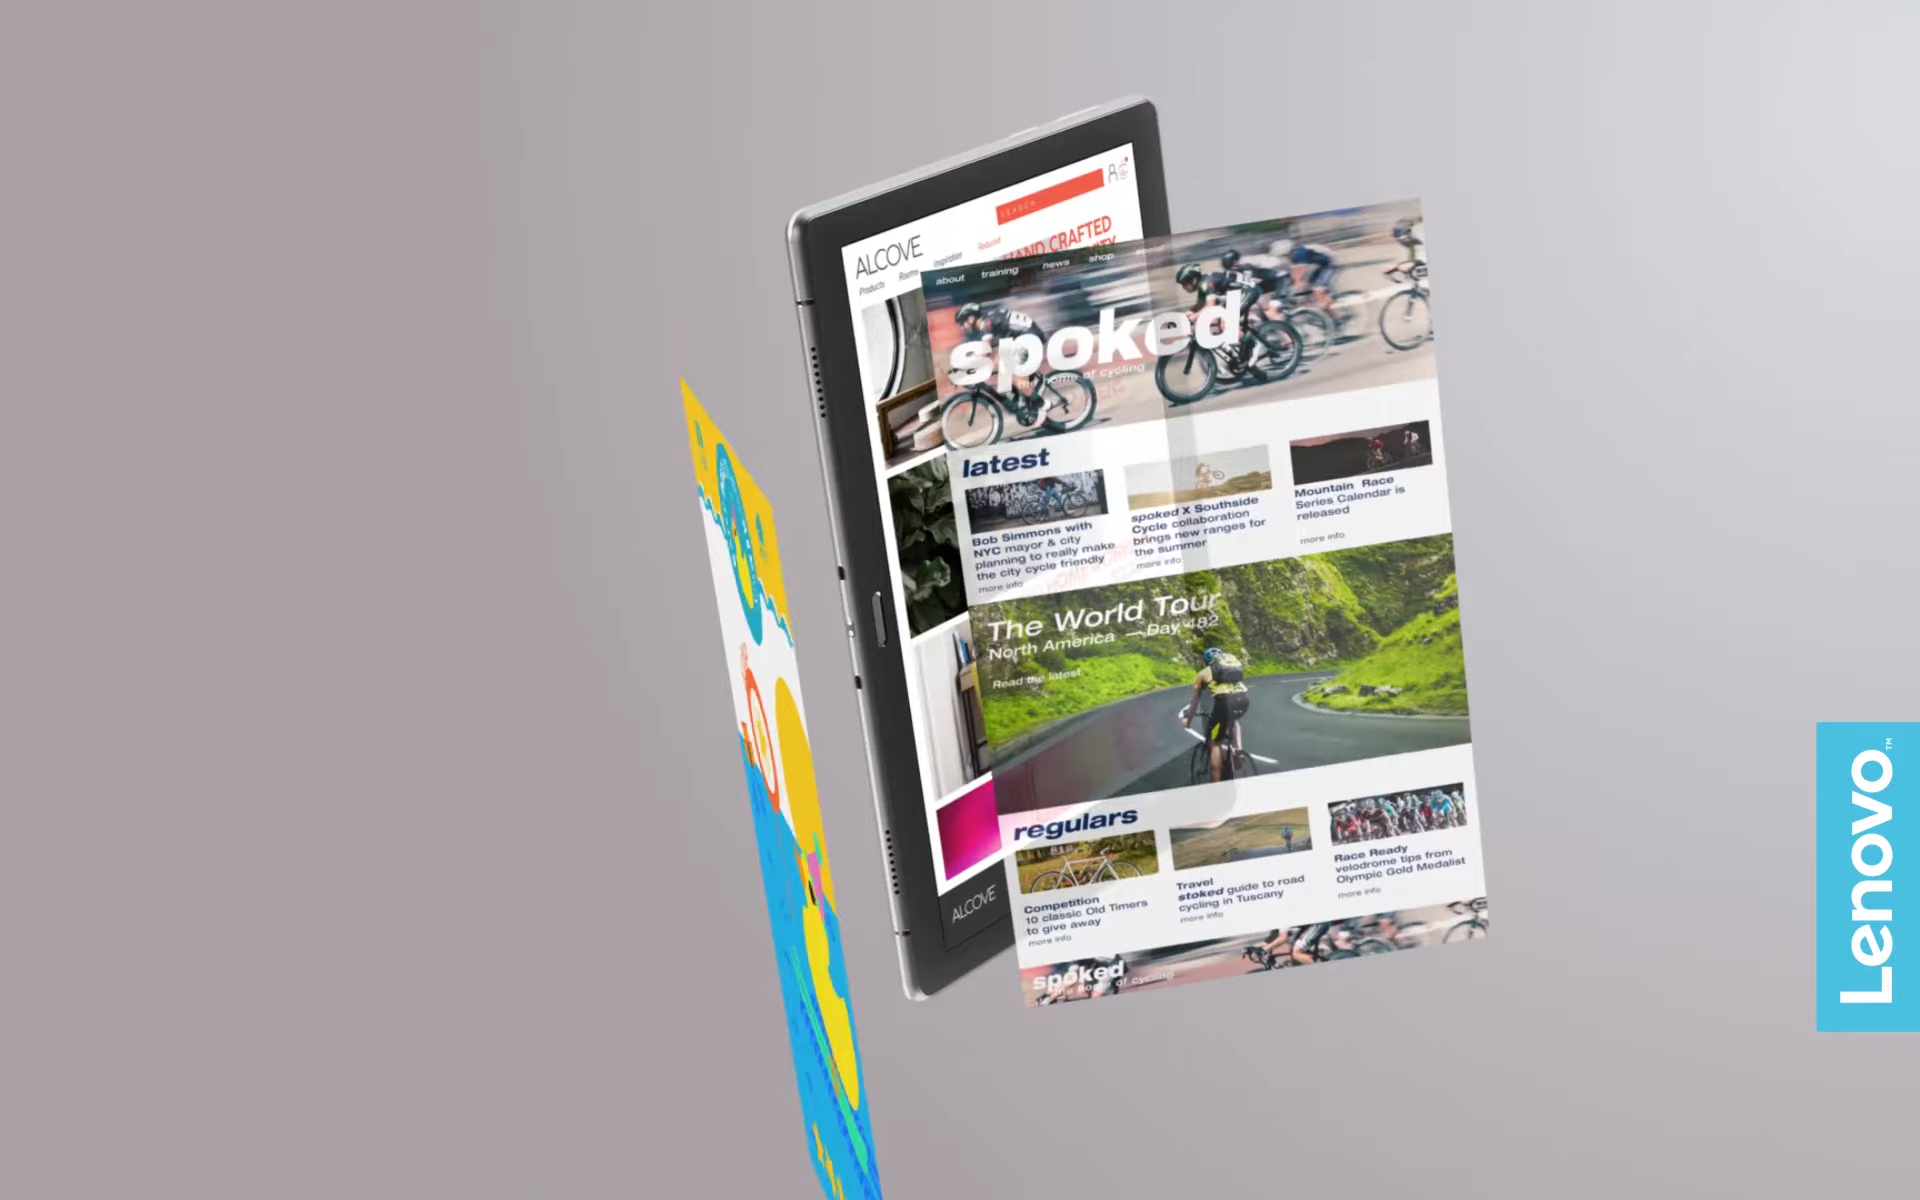 SEARCH
ALCOVE
Products Rooms Inspiration Featured
HAND CRAFTED
about training news shop
spoked
the home of cycling
latest
Bob Simmons with
NYC mayor & city
planning to really make
the city cycle friendly
more info
spoked X Southside
Cycle collaboration
brings new ranges for
the summer
more info
Mountain Race
Series Calendar is
released
more info
The World Tour
North America — Day 482
Read the latest
regulars
Competition
10 classic Old Timers
to give away
more info
Travel
stoked guide to road
cycling in Tuscany
more info
Race Ready
velodrome tips from
Olympic Gold Medalist
more info
spoked
the home of cycling
ALCOVE
Lenovo™